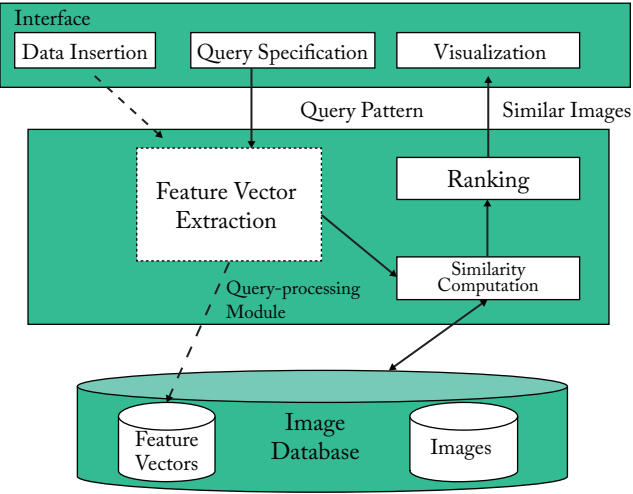 Interface
Data Insertion
Query Specification
Visualization
Query Pattern
Similar Images
Feature Vector
Extraction
Ranking
Similarity
Computation
Query-processing
Module
Image
Database
Feature
Vectors
Images